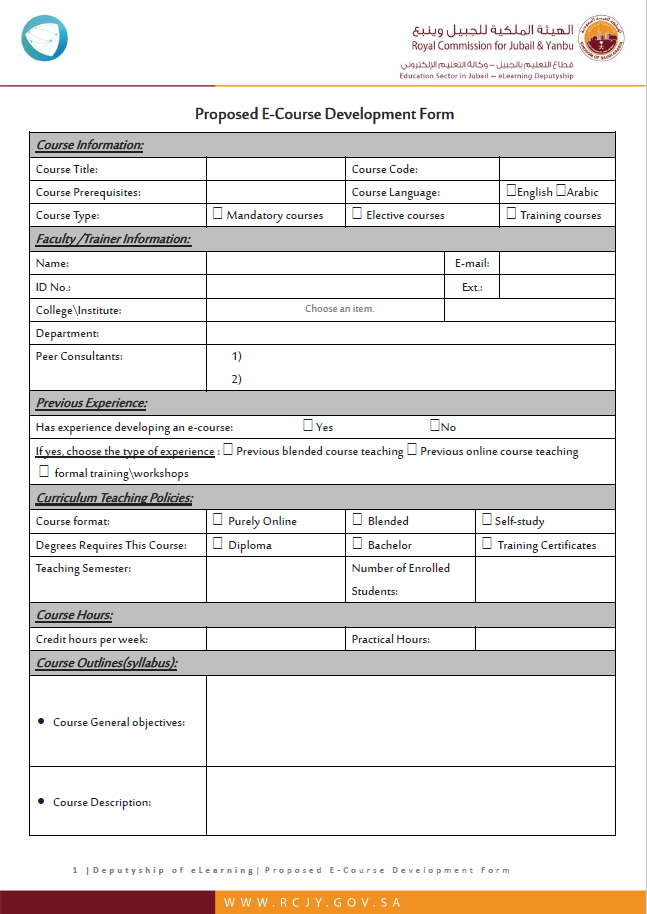 الهيئة الملكية للجبيل وينبع
Royal Commission for Jubail & Yanbu
قطاع التعليم بالجبيل – وكالة التعليم الإلكتروني
Education Sector in Jubail – eLearning Deputyship
Proposed E-Course Development Form
Course Information:
Course Title: Course Code:
Course Prerequisites: Course Language: ☐English ☐Arabic
Course Type: ☐ Mandatory courses ☐ Elective courses ☐ Training courses
Faculty /Trainer Information:
Name: E-mail:
ID No.: Ext.:
College\Institute: Choose an item.
Department:
Peer Consultants: 1)
2)
Previous Experience:
Has experience developing an e-course: ☐ Yes ☐No
If yes, choose the type of experience : ☐ Previous blended course teaching ☐ Previous online course teaching
☐ formal training\workshops
Curriculum Teaching Policies:
Course format: ☐ Purely Online ☐ Blended ☐ Self-study
Degrees Requires This Course: ☐ Diploma ☐ Bachelor ☐ Training Certificates
Teaching Semester: Number of Enrolled
Students:
Course Hours:
Credit hours per week: Practical Hours:
Course Outlines(syllabus):
• Course General objectives:
• Course Description:
1 |Deputyship of eLearning| Proposed E-Course Development Form
WWW.RCJY.GOV.SA